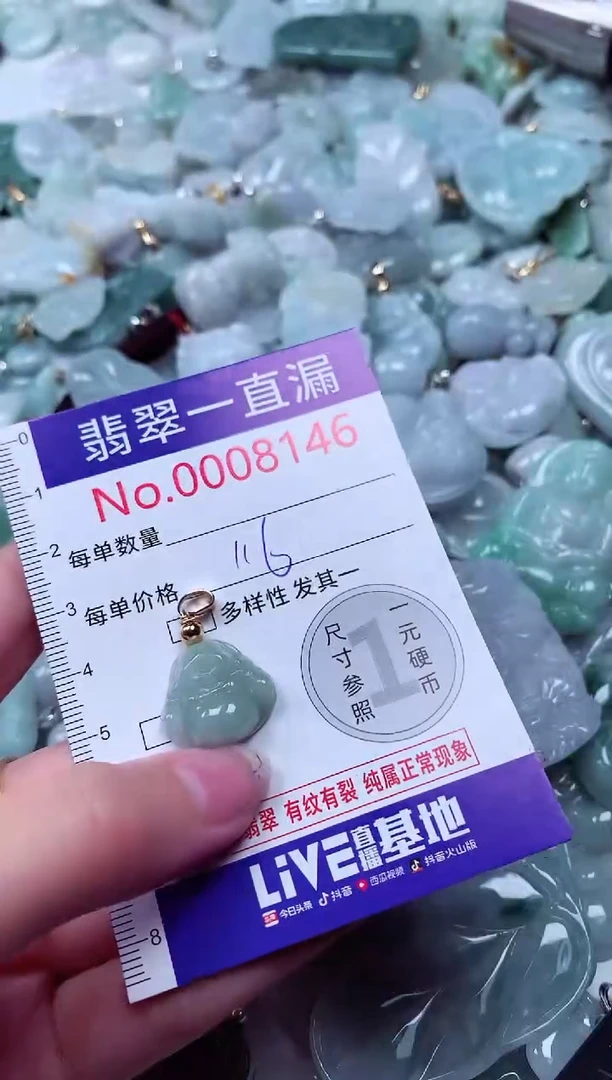 翡翠一直漏
No.0008146
每单数量
116
每单价格
多样性 发其一
尺寸参照
1
一元硬币
翡翠 有纹有裂 纯属正常现象
LiVE直播基地
今日头条 抖音 西瓜视频 抖音火山版
0
1
2
3
4
5
8